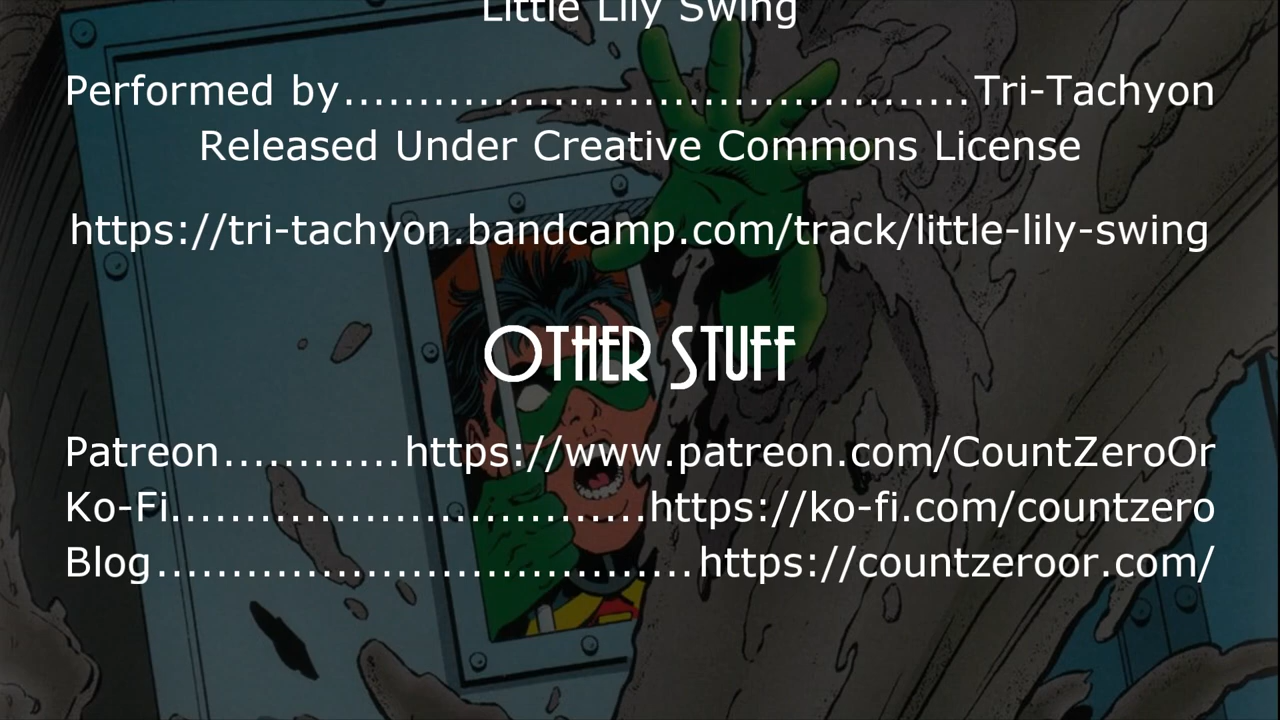 Little Lily Swing
Performed by..........................................Tri-Tachyon
Released Under Creative Commons License
https://tri-tachyon.bandcamp.com/track/little-lily-swing
OTHER STUFF
Patreon............https://www.patreon.com/CountZeroOr
Ko-Fi................................https://ko-fi.com/countzero
Blog....................................https://countzeroor.com/